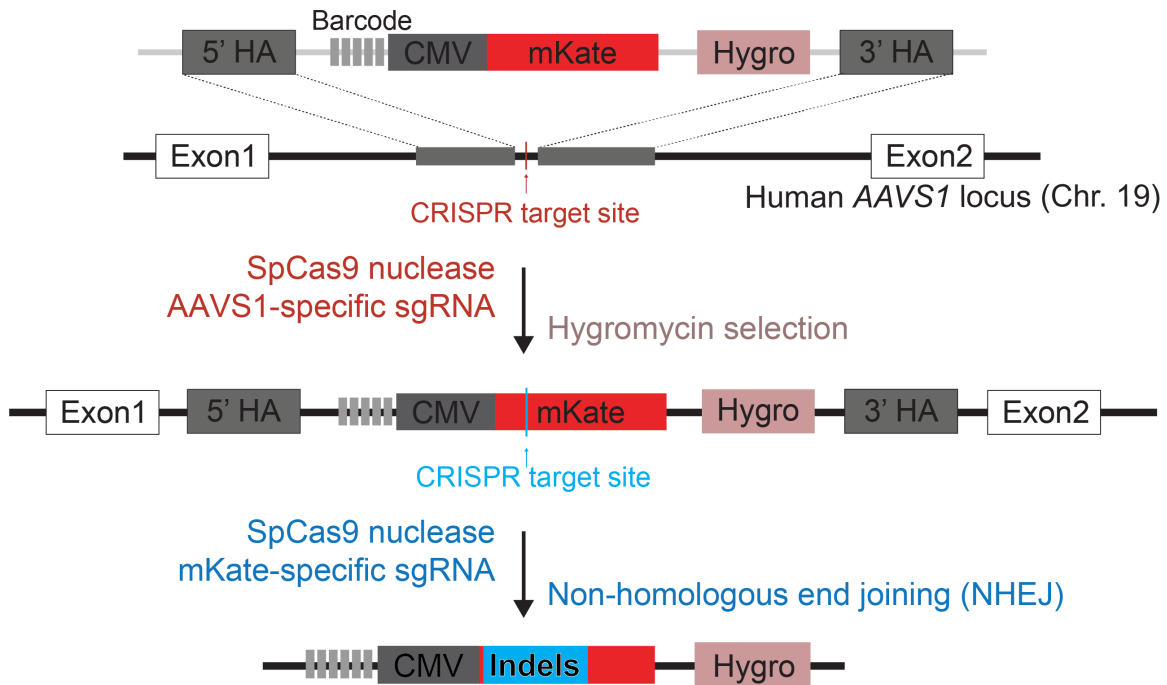 Barcode
5’ HA
CMV
mKate
Hygro
3’ HA
Exon1
Exon2
Human AAVS1 locus (Chr. 19)
CRISPR target site
SpCas9 nuclease
AAVS1-specific sgRNA
Hygromycin selection
Exon1
5’ HA
CMV
mKate
Hygro
3’ HA
Exon2
CRISPR target site
SpCas9 nuclease
mKate-specific sgRNA
Non-homologous end joining (NHEJ)
CMV
Indels
Hygro